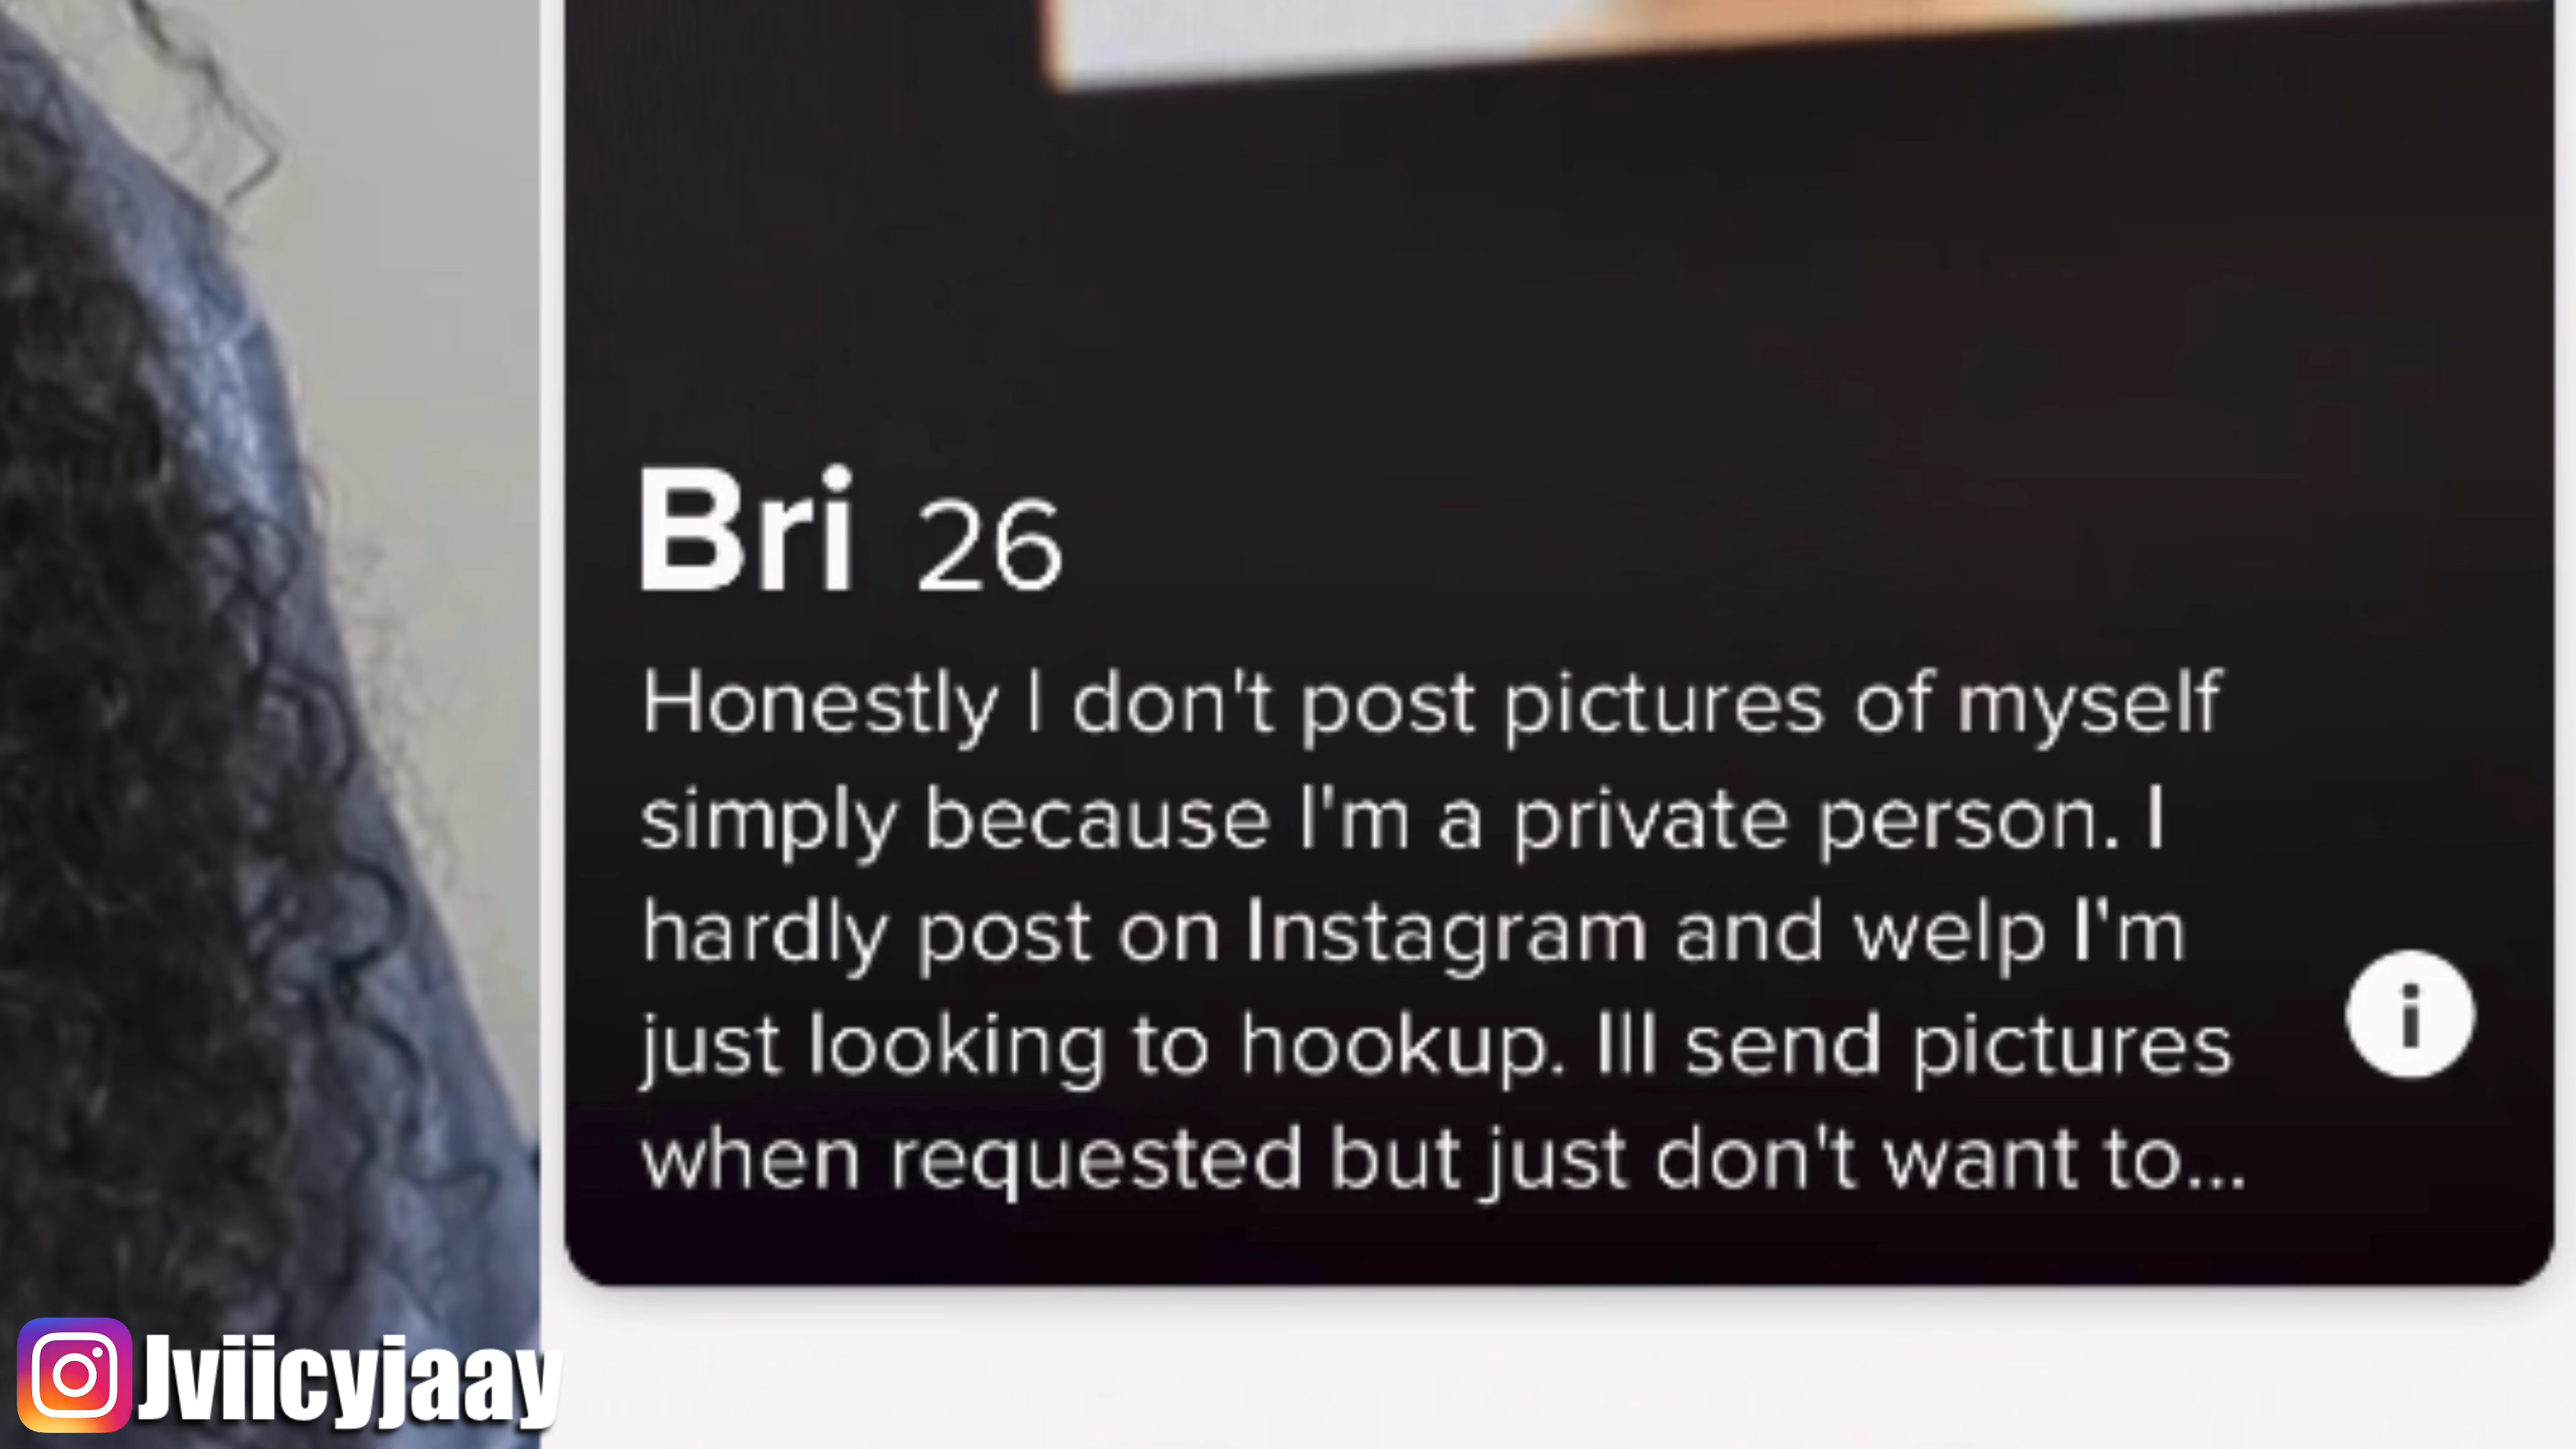 Bri 26
Honestly I don't post pictures of myself
simply because I'm a private person. I
hardly post on Instagram and welp I'm
just looking to hookup. Ill send pictures
when requested but just don't want to...
i
Jviicyjaay